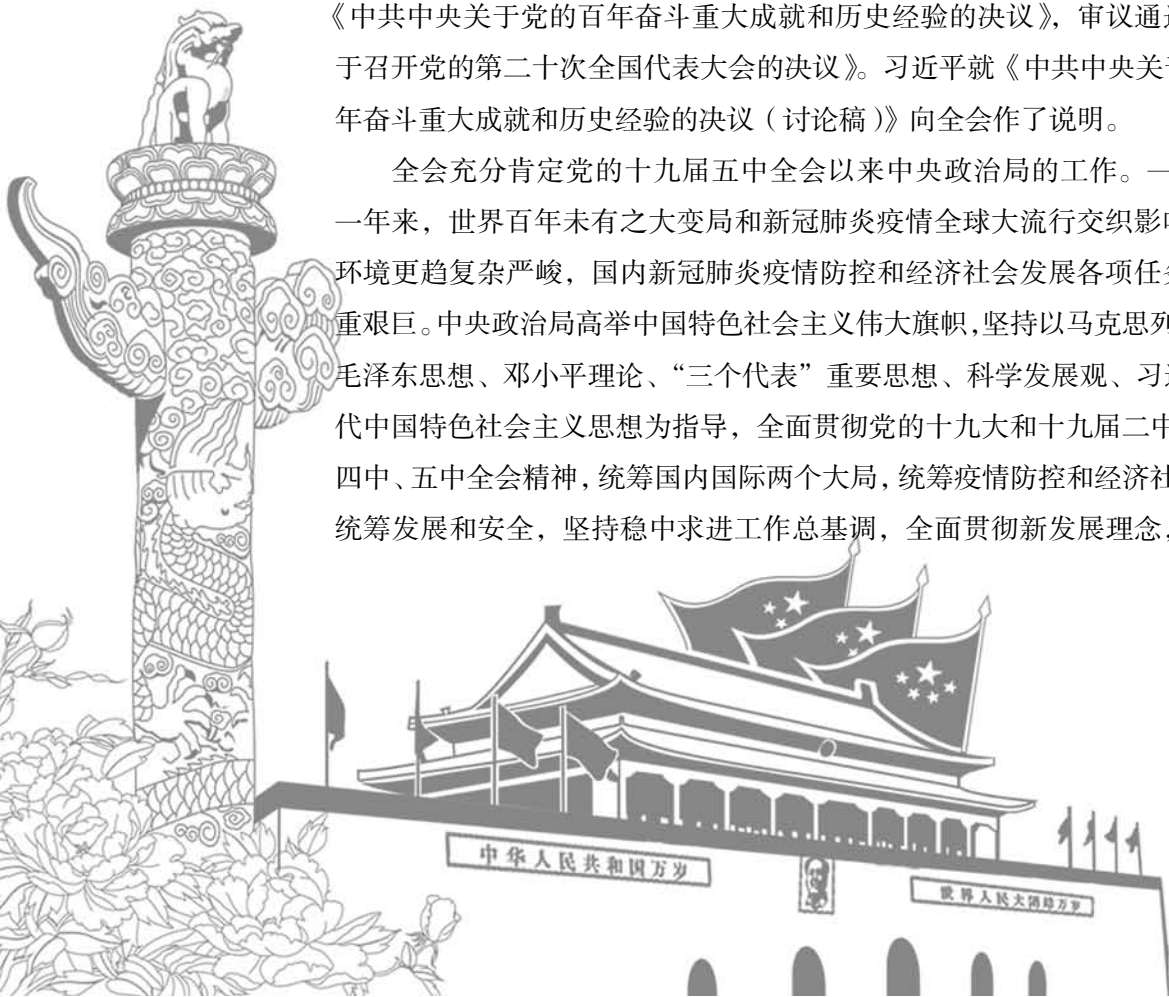 《中共中央关于党的百年奋斗重大成就和历史经验的决议》，审议通
于召开党的第二十次全国代表大会的决议》。习近平就《中共中央关
年奋斗重大成就和历史经验的决议（讨论稿）》向全会作了说明。
全会充分肯定党的十九届五中全会以来中央政治局的工作。一
一年来，世界百年未有之大变局和新冠肺炎疫情全球大流行交织影
环境更趋复杂严峻，国内新冠肺炎疫情防控和经济社会发展各项任
重艰巨。中央政治局高举中国特色社会主义伟大旗帜，坚持以马克思列
毛泽东思想、邓小平理论、“三个代表”重要思想、科学发展观、习
代中国特色社会主义思想为指导，全面贯彻党的十九大和十九届二中
四中、五中全会精神，统筹国内国际两个大局，统筹疫情防控和经济社
统筹发展和安全，坚持稳中求进工作总基调，全面贯彻新发展理念，
中华人民共和国万岁
世界人民大团结万岁